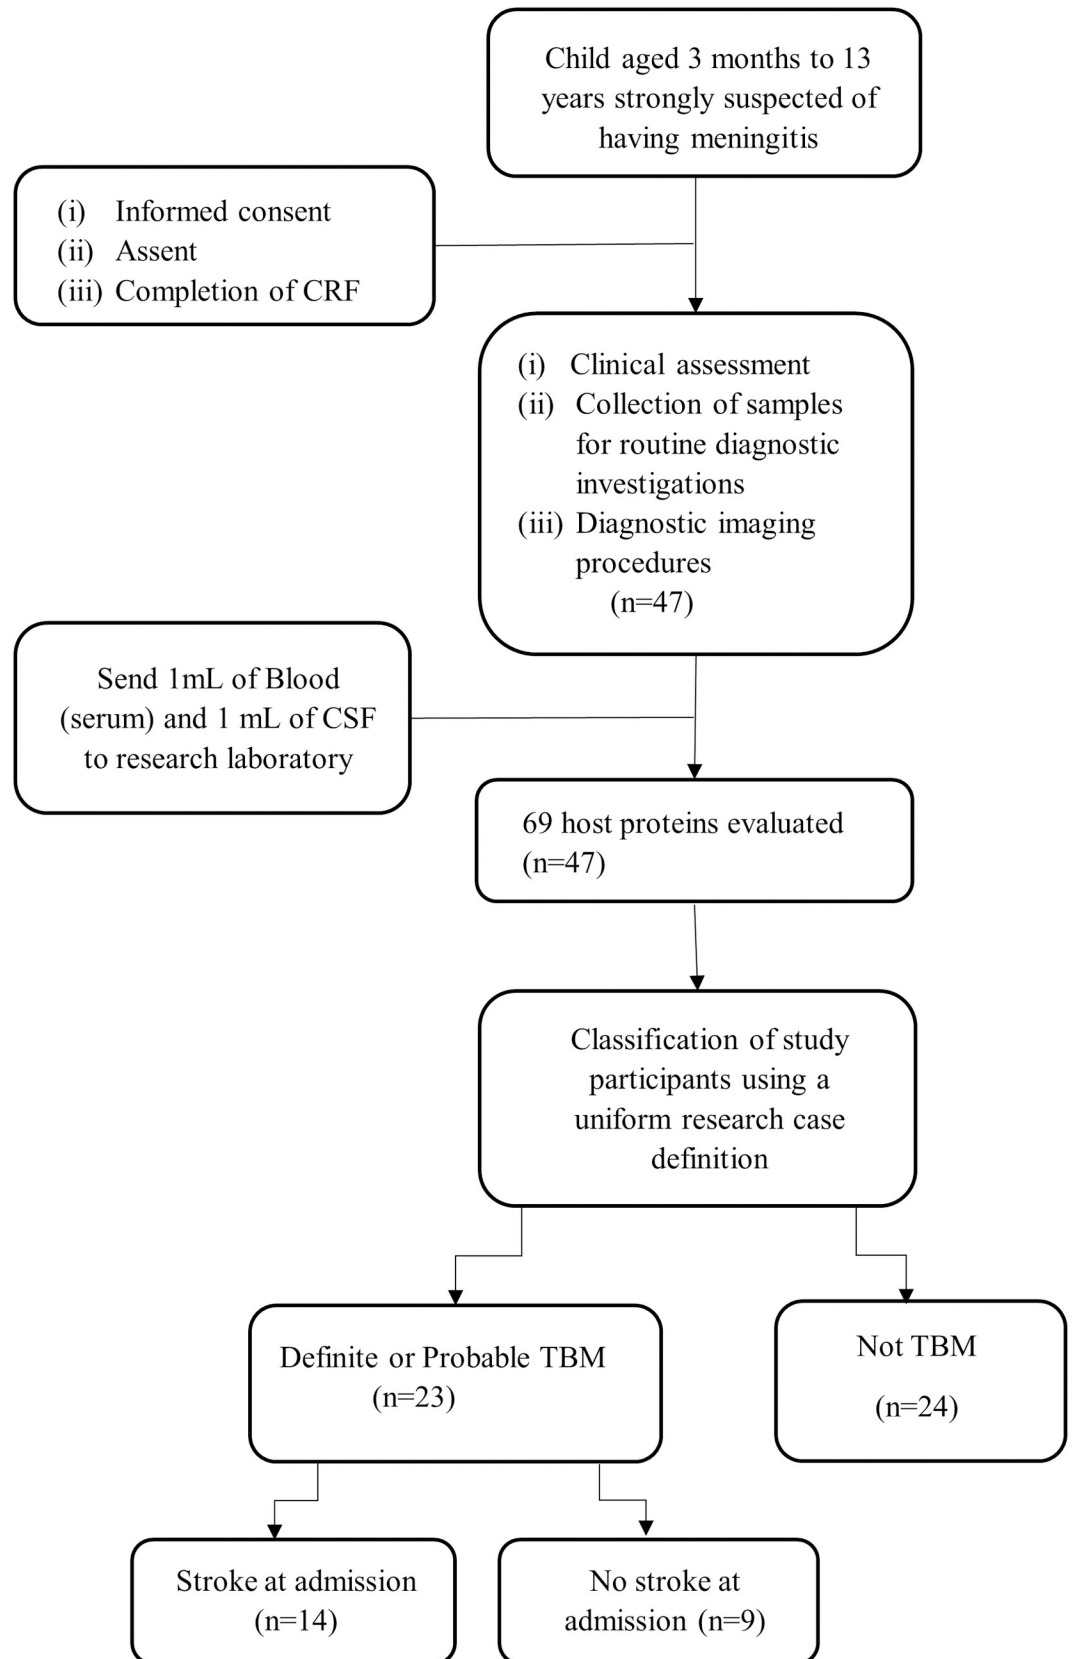 Child aged 3 months to 13
years strongly suspected of
having meningitis
(i) Informed consent
(ii) Assent
(iii) Completion of CRF
(i) Clinical assessment
(ii) Collection of samples
for routine diagnostic
investigations
(iii) Diagnostic imaging
procedures
(n=47)
Send 1mL of Blood
(serum) and 1 mL of CSF
to research laboratory
69 host proteins evaluated
(n=47)
Classification of study
participants using a
uniform research case
definition
Definite or Probable TBM
(n=23)
Not TBM
(n=24)
Stroke at admission
(n=14)
No stroke at
admission (n=9)